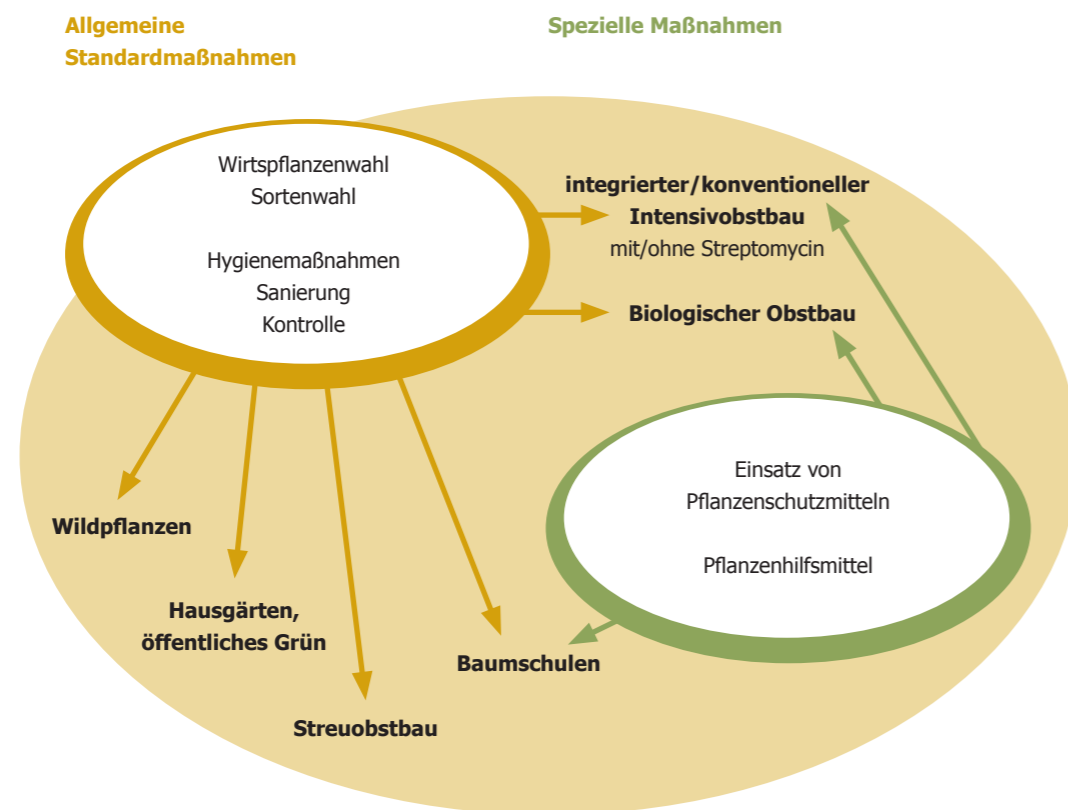 Allgemeine
Standardmaßnahmen
Spezielle Maßnahmen
Wirtspflanzenwahl
Sortenwahl
Hygienemaßnahmen
Sanierung
Kontrolle
integrierter/konventioneller
Intensivobstbau
mit/ohne Streptomycin
Biologischer Obstbau
Einsatz von
Pflanzenschutzmitteln
Pflanzenhilfsmittel
Wildpflanzen
Hausgärten,
öffentliches Grün
Baumschulen
Streuobstbau